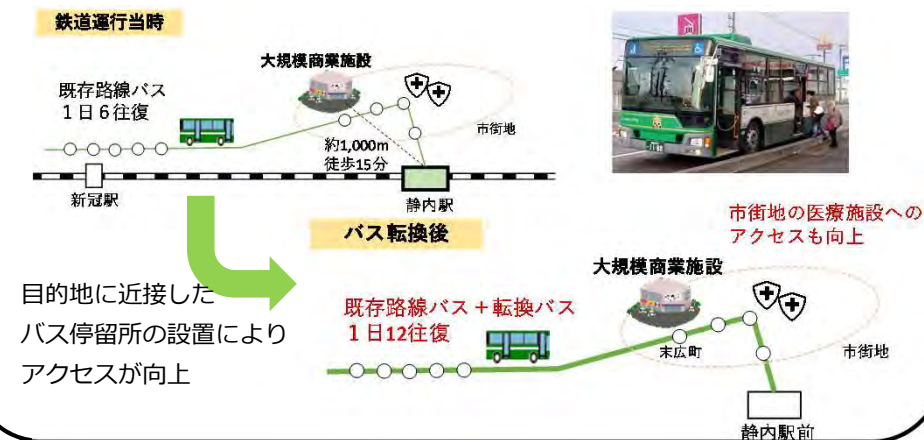 鉄道運行当時
大規模商業施設
既存路線バス
1日6往復
市街地
約1,000m
徒歩15分
新冠駅
静内駅
バス転換後
市街地の医療施設への
アクセスも向上
大規模商業施設
目的地に近接した
バス停留所の設置により
アクセスが向上
既存路線バス+転換バス
1日12往復
末広町
市街地
静内駅前